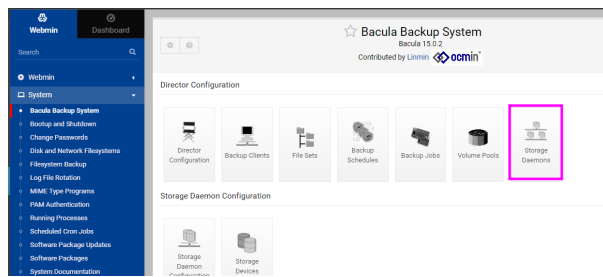 Webmin
Dashboard
Search
Webmin
System
Bacula Backup System
Bootup and Shutdown
Change Passwords
Disk and Network Filesystems
Filesystem Backup
Log File Rotation
MIME Type Programs
PAM Authentication
Running Processes
Scheduled Cron Jobs
Software Package Updates
Software Packages
System Documentation
Bacula Backup System
Bacula 15.0.2
Contributed by Linmin ocmin
Director Configuration
Director
Configuration
Backup Clients
File Sets
Backup
Schedules
Backup Jobs
Volume Pools
Storage
Daemons
Storage Daemon Configuration
Storage
Daemon
Configuration
Storage
Devices